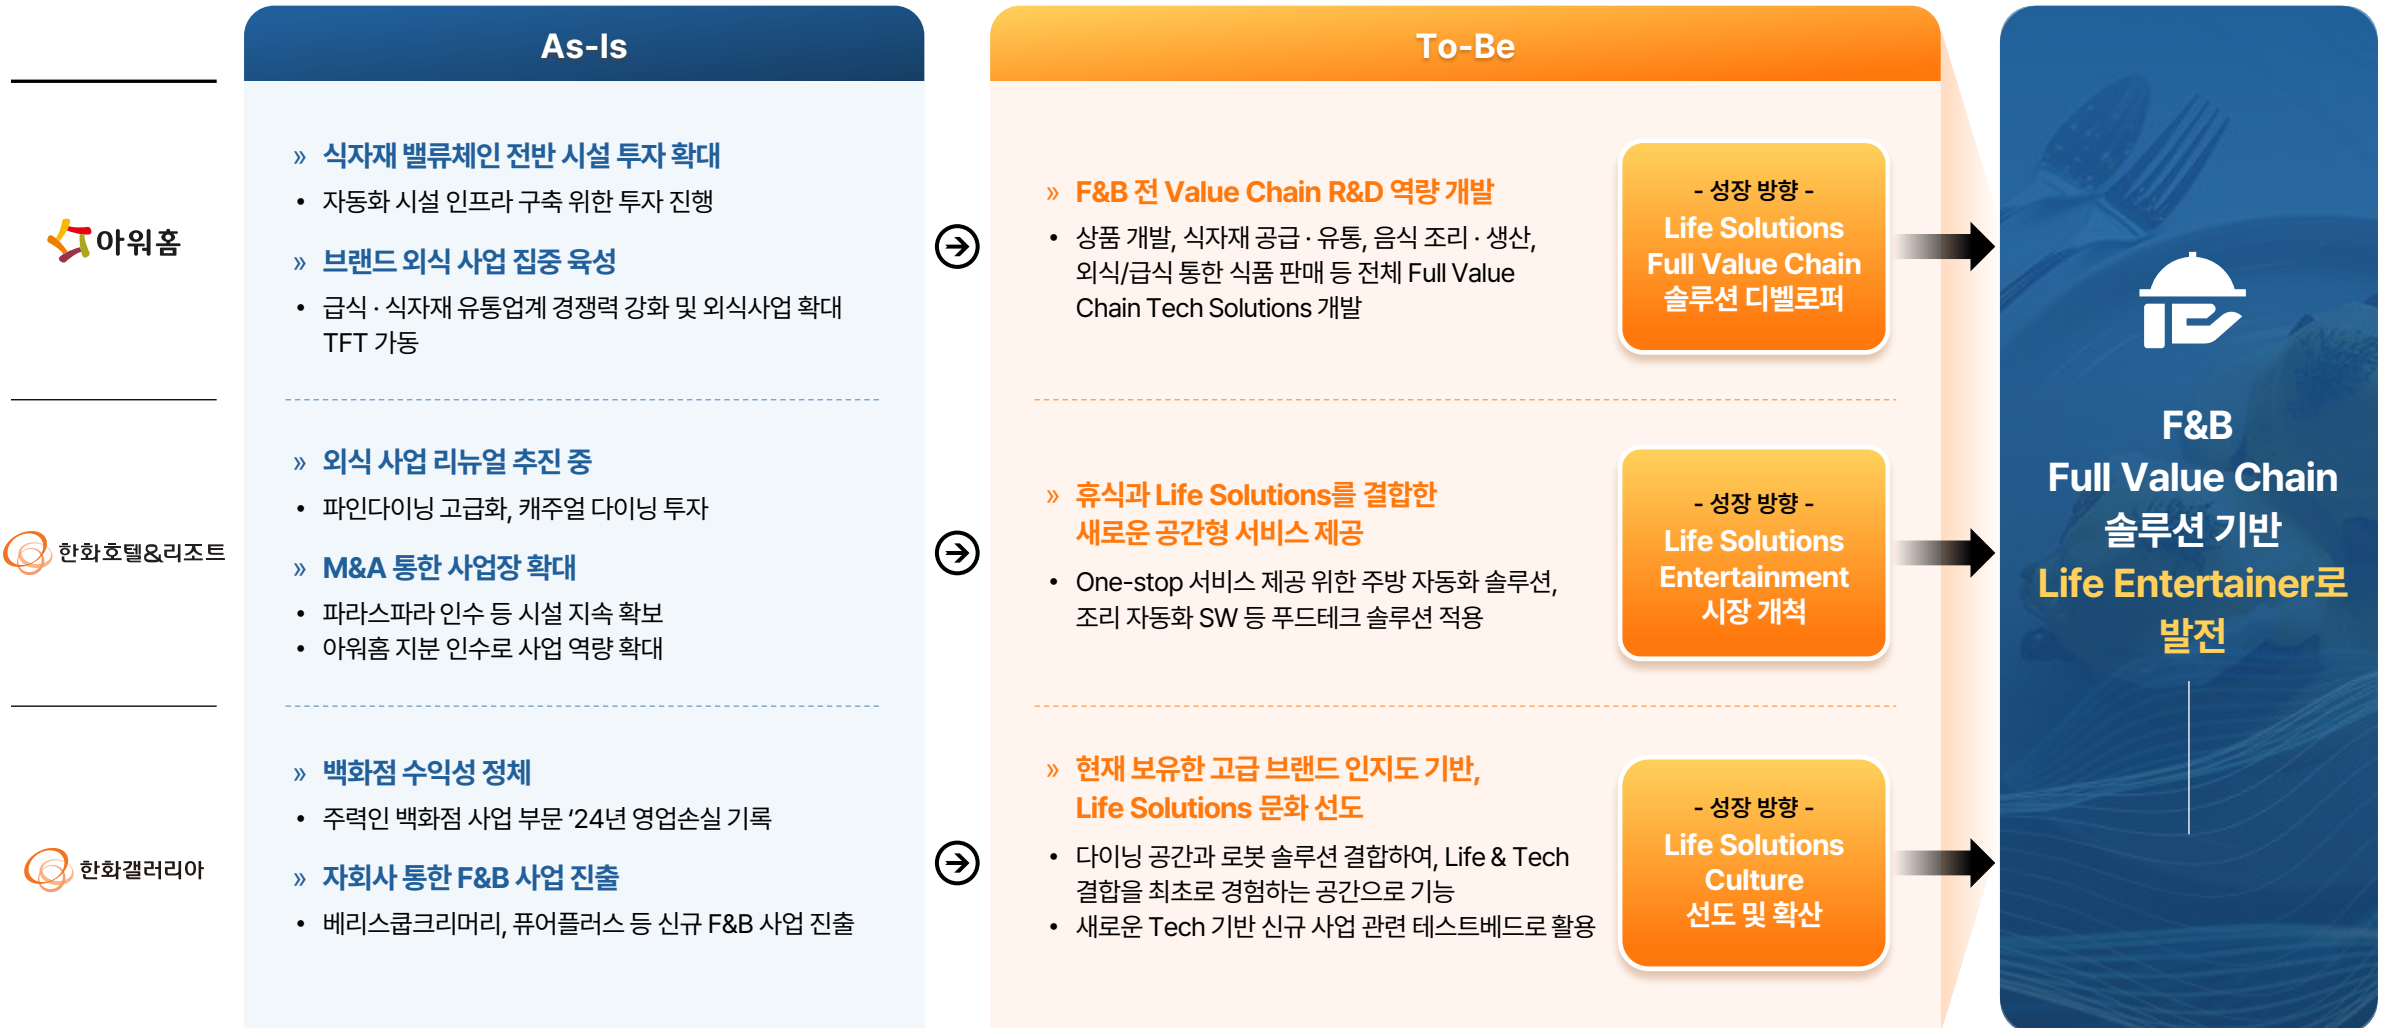 As-Is
To-Be
아워홈
» 식자재 밸류체인 전반 시설 투자 확대
• 자동화 시설 인프라 구축 위한 투자 진행
» 브랜드 외식 사업 집중 육성
• 급식 · 식자재 유통업계 경쟁력 강화 및 외식사업 확대
TFT 가동
» F&B 전 Value Chain R&D 역량 개발
• 상품 개발, 식자재 공급 · 유통, 음식 조리 · 생산,
외식/급식 통한 식품 판매 등 전체 Full Value
Chain Tech Solutions 개발
- 성장 방향 -
Life Solutions
Full Value Chain
솔루션 디벨로퍼
한화호텔&리조트
» 외식 사업 리뉴얼 추진 중
• 파인다이닝 고급화, 캐주얼 다이닝 투자
» M&A 통한 사업장 확대
• 파라스파라 인수 등 시설 지속 확보
• 아워홈 지분 인수로 사업 역량 확대
» 휴식과 Life Solutions를 결합한
새로운 공간형 서비스 제공
• One-stop 서비스 제공 위한 주방 자동화 솔루션,
조리 자동화 SW 등 푸드테크 솔루션 적용
- 성장 방향 -
Life Solutions
Entertainment
시장 개척
한화갤러리아
» 백화점 수익성 정체
• 주력인 백화점 사업 부문 ‘24년 영업손실 기록
» 자회사 통한 F&B 사업 진출
• 베리스쿱크리머리, 퓨어플러스 등 신규 F&B 사업 진출
» 현재 보유한 고급 브랜드 인지도 기반,
Life Solutions 문화 선도
• 다이닝 공간과 로봇 솔루션 결합하여, Life & Tech
결합을 최초로 경험하는 공간으로 기능
• 새로운 Tech 기반 신규 사업 관련 테스트베드로 활용
- 성장 방향 -
Life Solutions
Culture
선도 및 확산
F&B
Full Value Chain
솔루션 기반
Life Entertainer로
발전